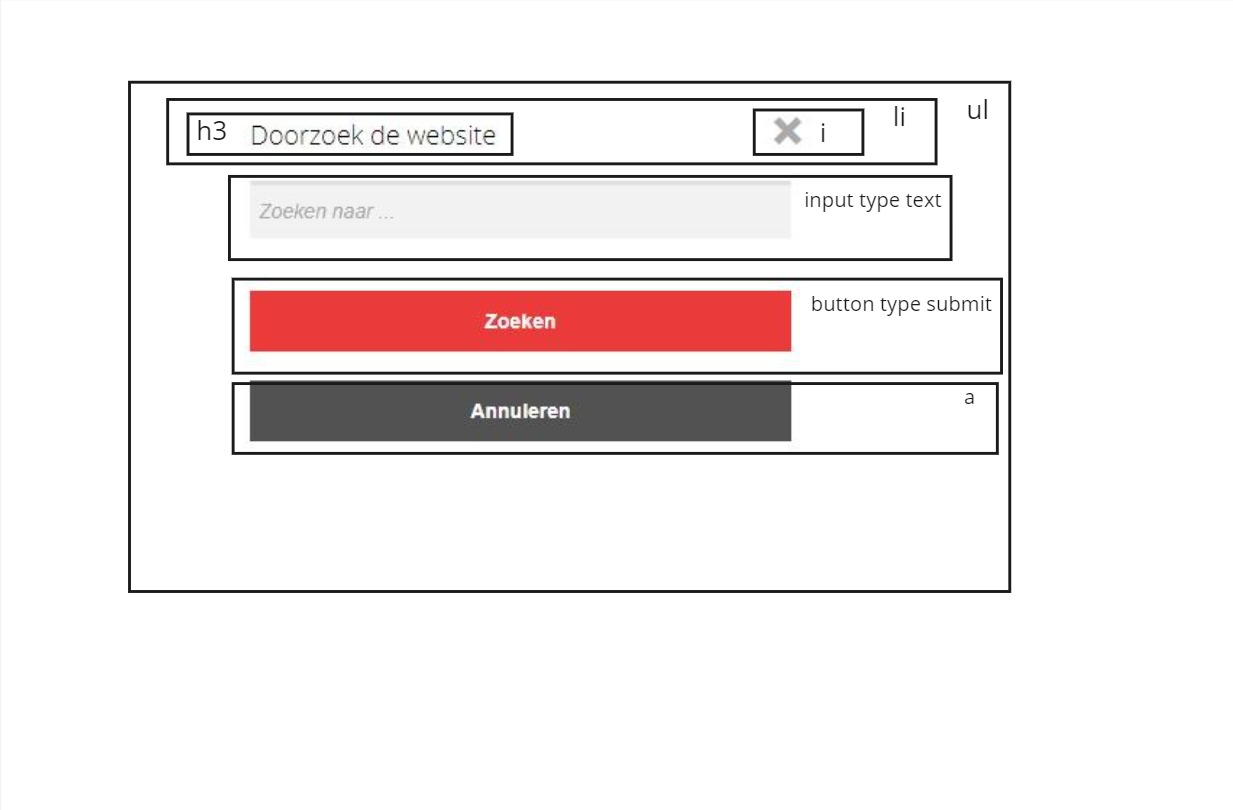 ul
li
h3 Doorzoek de website
i
Zoeken naar ...
input type text
Zoeken
button type submit
Annuleren
a